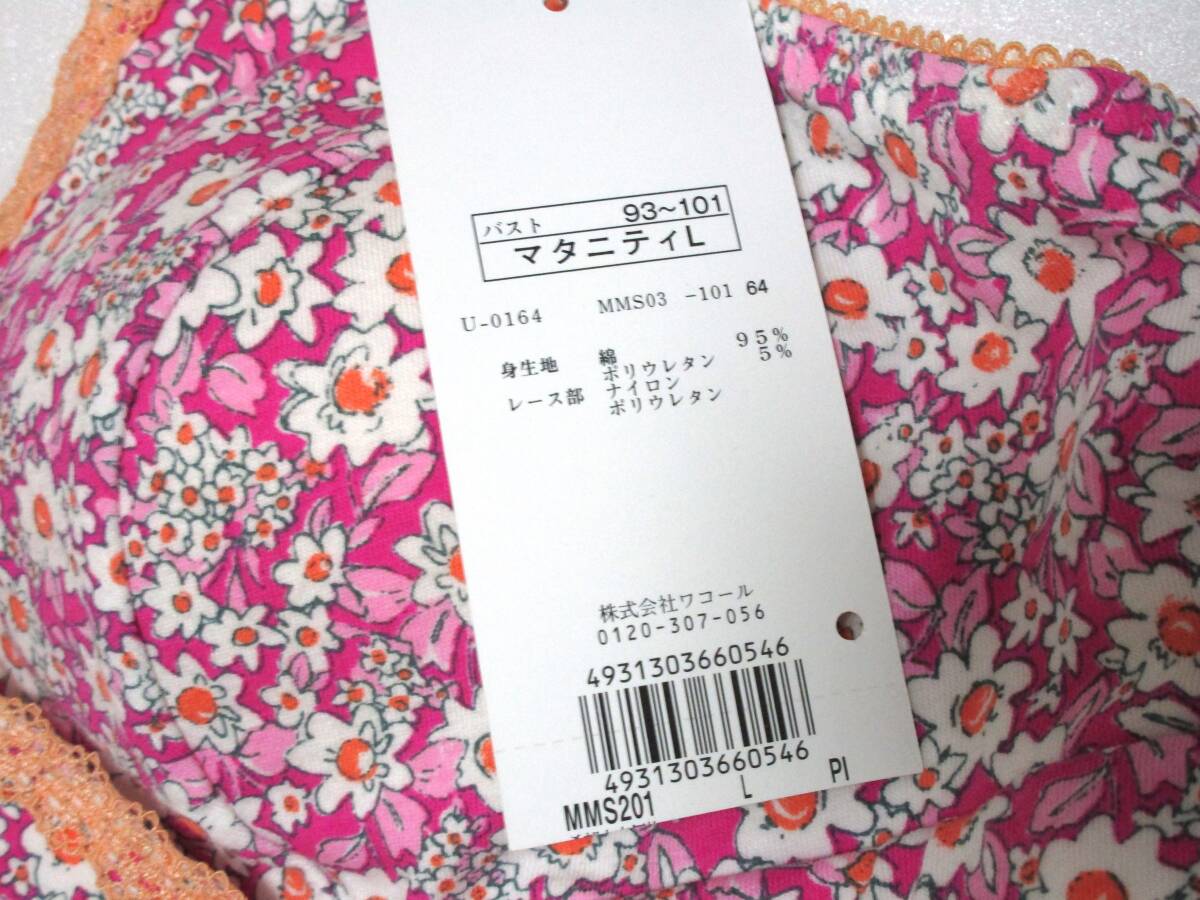 バスト 93~101
マタニティL
U-0164 MMS03 -101 64
身生地 綿 95%
ポリウレタン 5%
レース部 ナイロン
ポリウレタン
株式会社ワコール
0120-307-056
4931303660546
4931303660546
MMS201 L PI